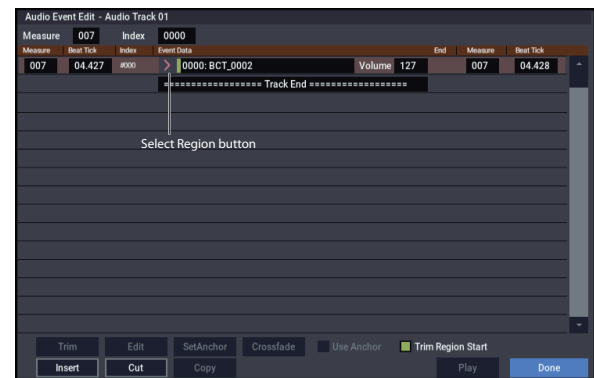 Audio Event Edit - Audio Track 01
Measure 007 Index 0000
Measure Beat Tick Index Event Data End Measure Beat Tick
007 04.427 #000 0000: BCT_0002 Volume 127 007 04.428
================== Track End ==================
Select Region button
Trim Edit SetAnchor Crossfade Use Anchor Trim Region Start
Insert Cut Copy Play Done